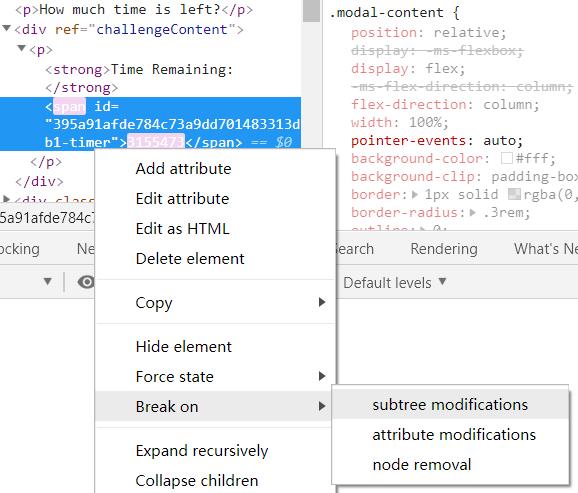 <p>How much time is left?</p>
<div ref="challengeContent">
<p>
<strong>Time Remaining:
</strong>
<span id=
"395a91afde784c73a9dd701483313d
b1-timer">3155473</span> == $0
</p>
</div>
<div class
5a91afde784c7
.modal-content {
position: relative;
display: -ms-flexbox;
display: flex;
-ms-flex-direction: column;
flex-direction: column;
width: 100%;
pointer-events: auto;
background-color: #fff;
background-clip: padding-box
border: 1px solid rgba(0,
border-radius: .3rem;
outline: 0;
ocking
Ne
earch
Rendering
What's Ne
Default levels
Add attribute
Edit attribute
Edit as HTML
Delete element
Copy
Hide element
Force state
Break on
Expand recursively
Collapse children
subtree modifications
attribute modifications
node removal